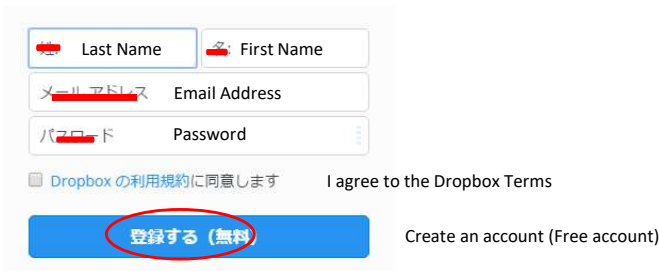 姓: Last Name 名: First Name
メール アドレス Email Address
パスワード Password
Dropbox の利用規約に同意します I agree to the Dropbox Terms
登録する（無料） Create an account (Free account)